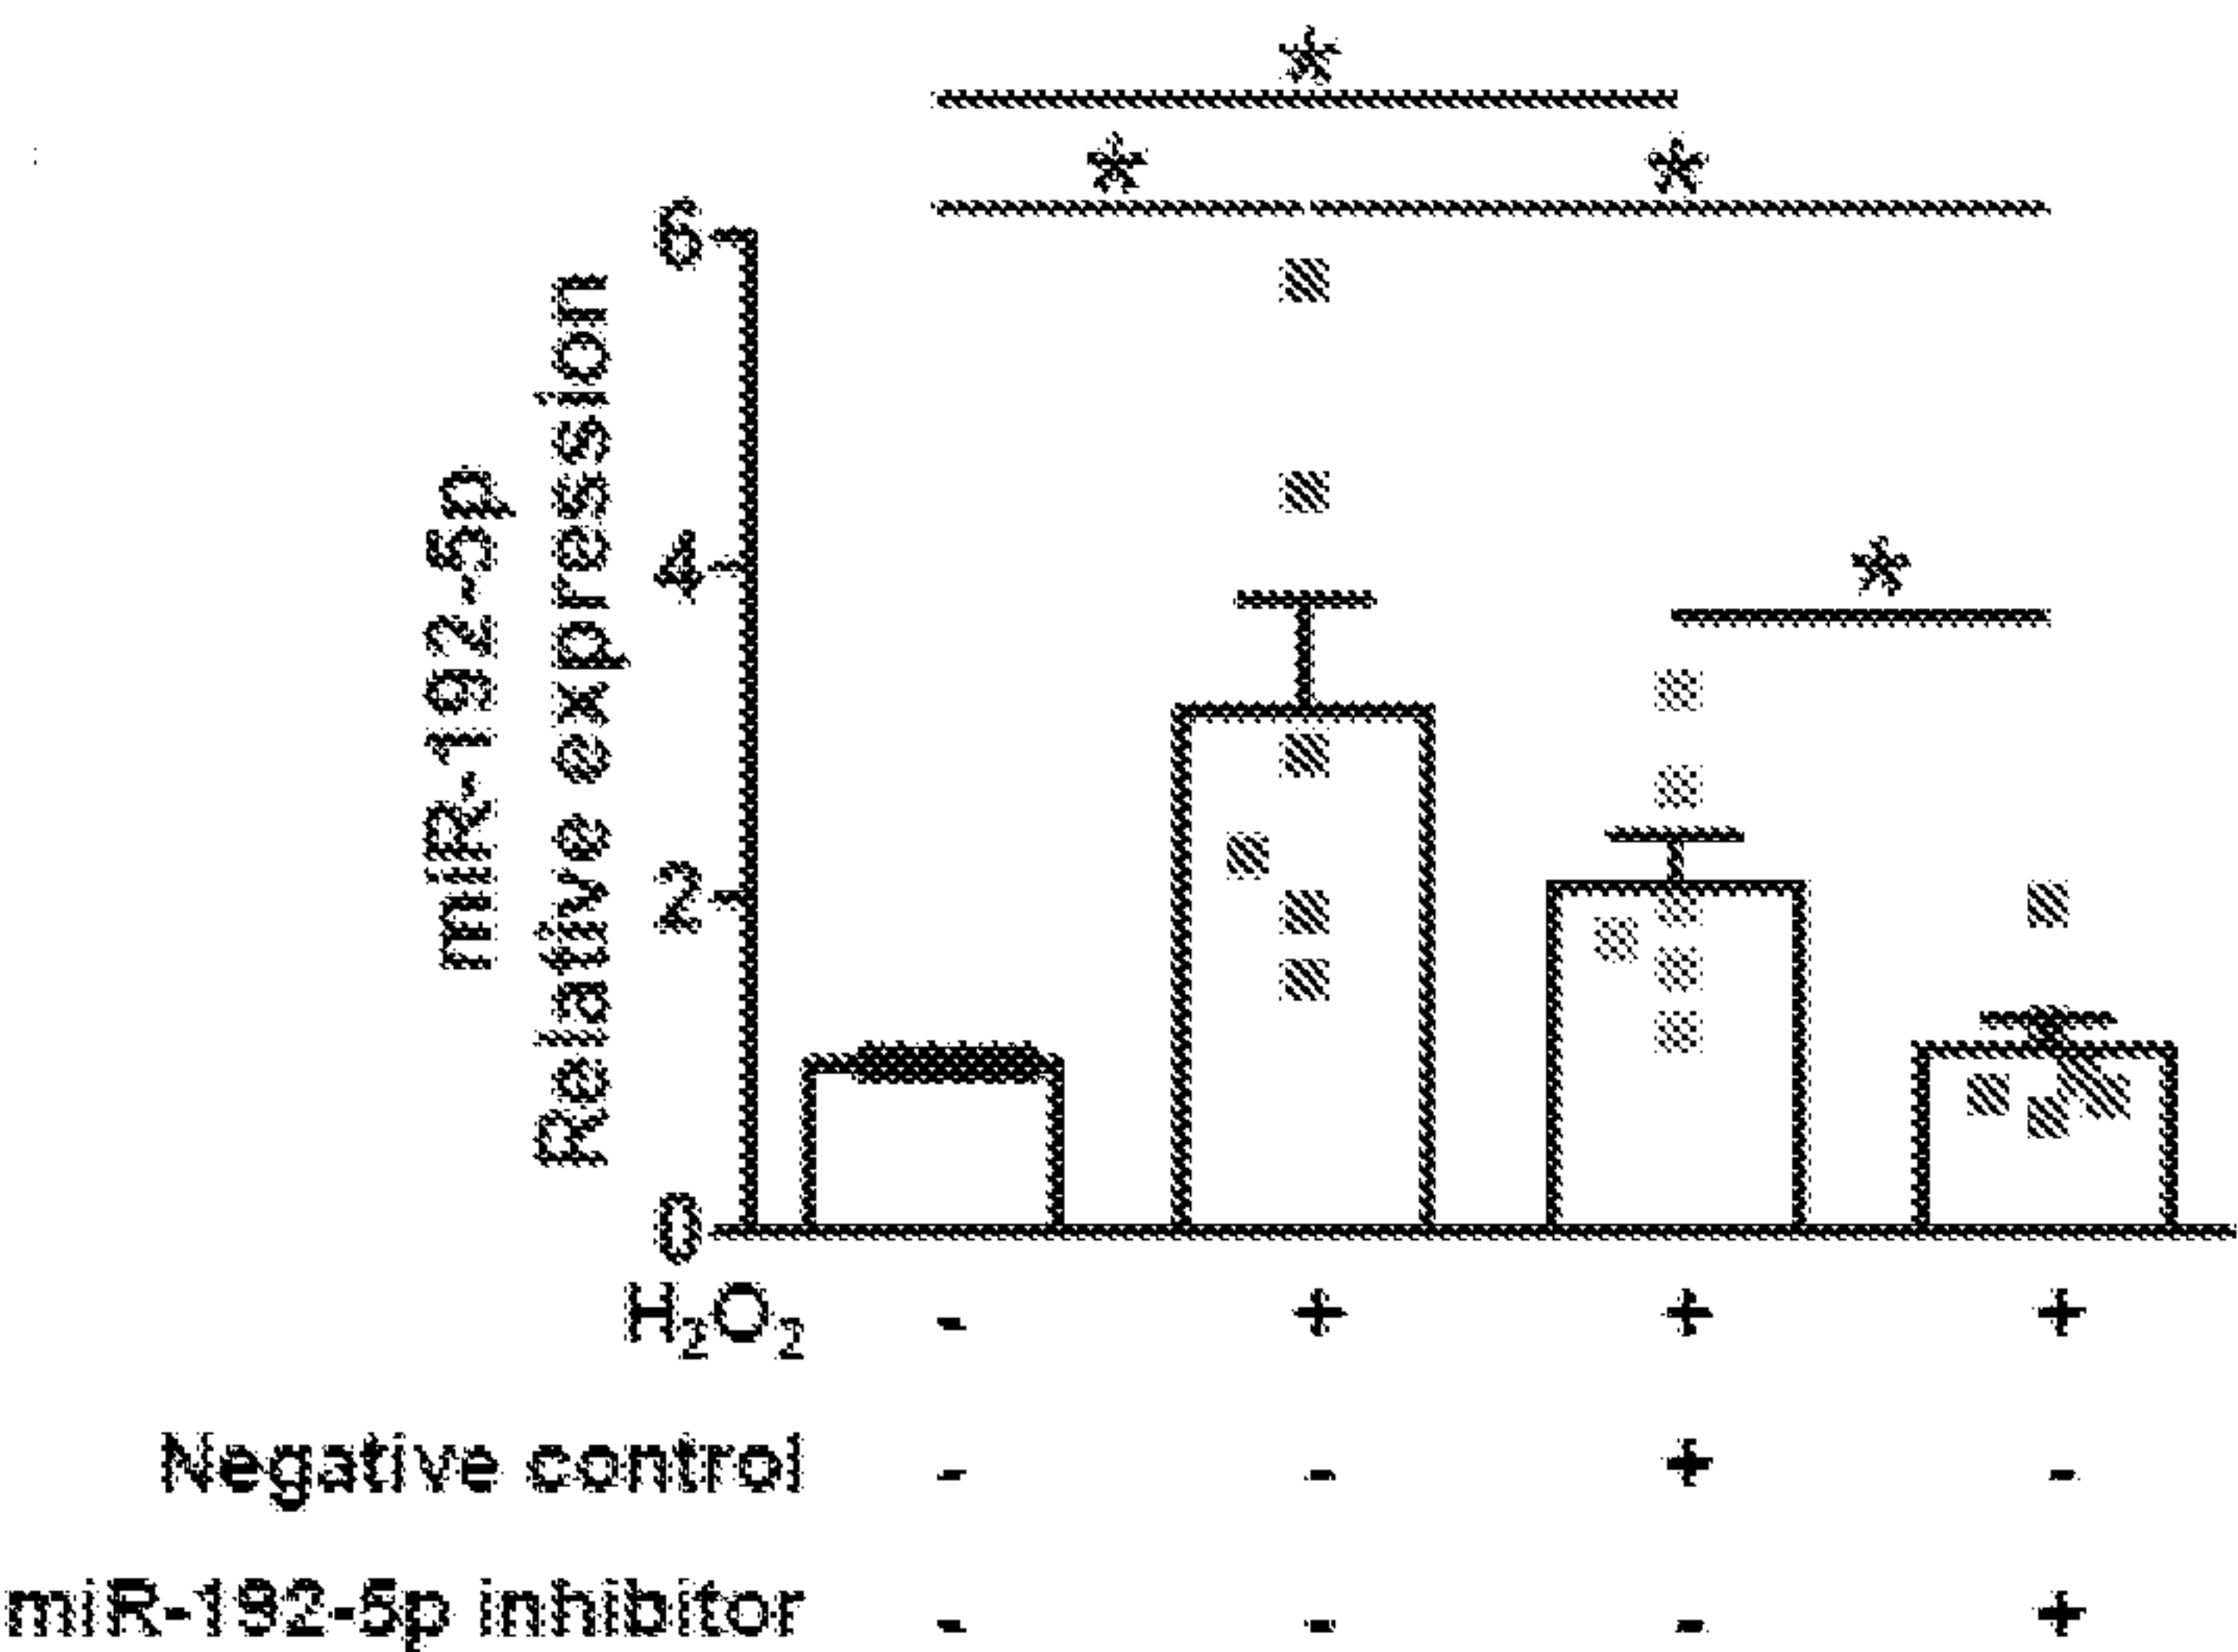 *
* *
6
4
*
2
0
miR-192-5p
Relative expression
H₂O₂ - + + +
Negative control - - + -
miR-192-5p inhibitor - - - +